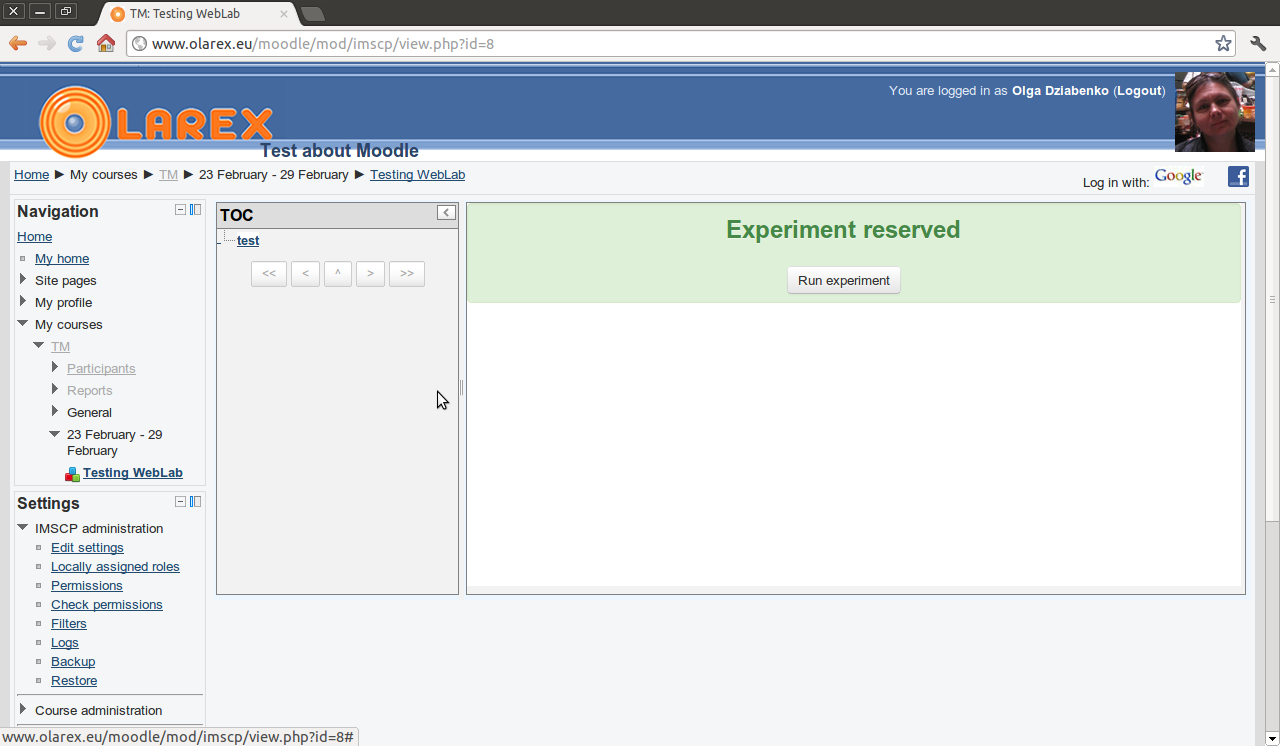 TM: Testing WebLab
www.olarex.eu/moodle/mod/imscp/view.php?id=8
You are logged in as Olga Dziabenko (Logout)
OLAREX
Test about Moodle
Home ► My courses ► TM ► 23 February - 29 February ► Testing WebLab
Log in with: Google f
Navigation
Home
My home
Site pages
My profile
My courses
TM
Participants
Reports
General
23 February - 29
February
Testing WebLab
Settings
IMSCP administration
Edit settings
Locally assigned roles
Permissions
Check permissions
Filters
Logs
Backup
Restore
Course administration
TOC <
test
<< < ^ > >>
Experiment reserved
Run experiment
www.olarex.eu/moodle/mod/imscp/view.php?id=8#